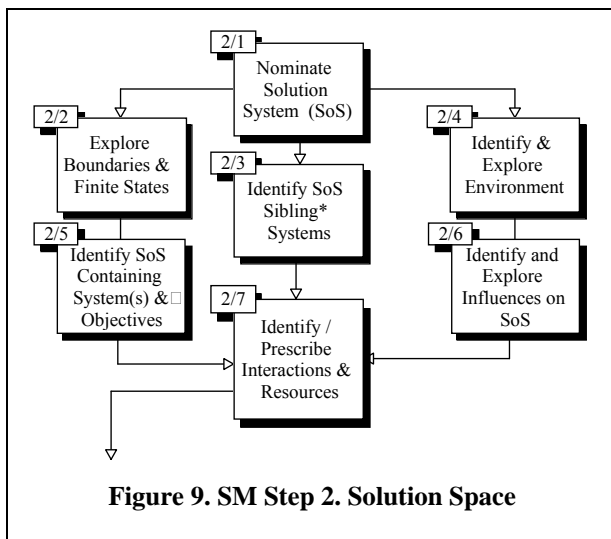 2/1
Nominate
Solution
System (SoS)
2/2
Explore
Boundaries &
Finite States
2/3
Identify SoS
Sibling*
Systems
2/4
Identify &
Explore
Environment
2/5
Identify SoS
Containing
System(s) &□
Objectives
2/6
Identify and
Explore
Influences on
SoS
2/7
Identify /
Prescribe
Interactions &
Resources
Figure 9. SM Step 2. Solution Space